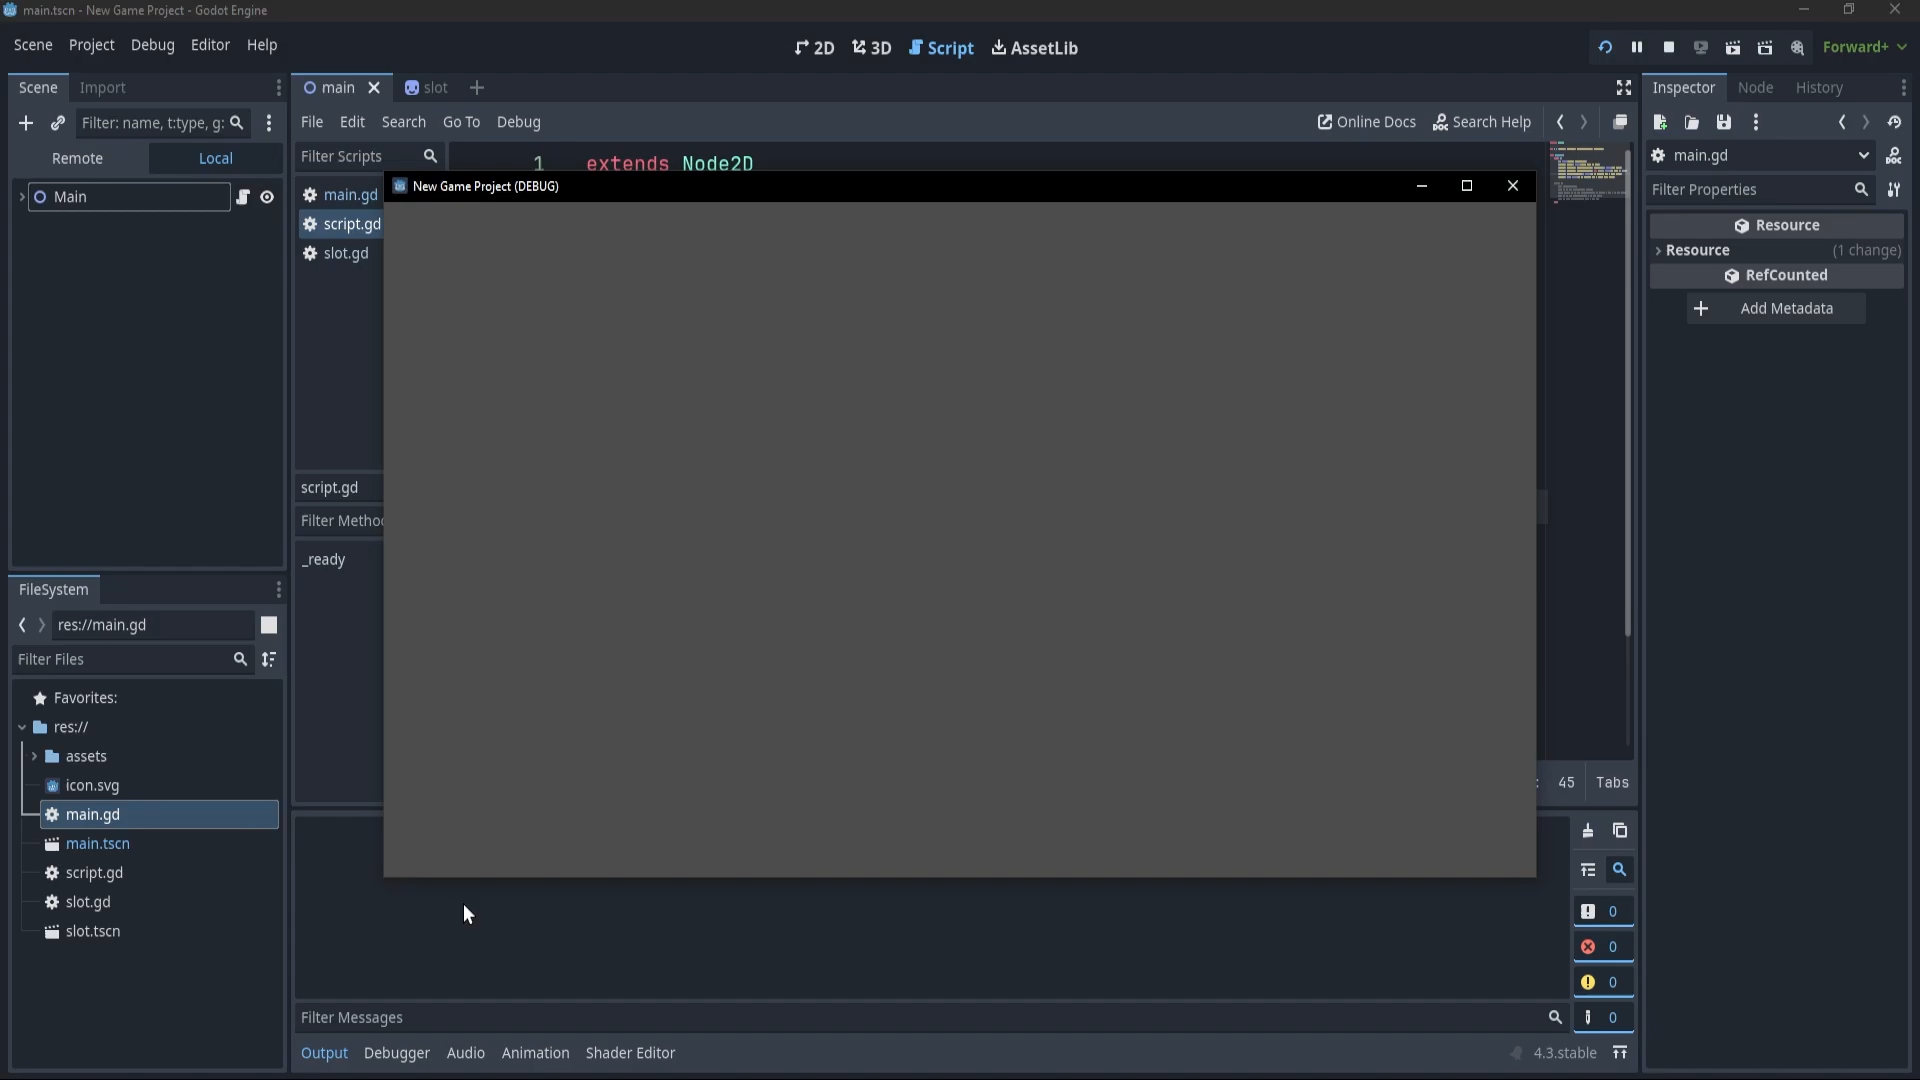 main.tscn - New Game Project - Godot Engine
Scene Project Debug Editor Help
2D 3D Script AssetLib
Forward+
Scene Import
main slot
Inspector Node History
Filter: name, t:type, g:
File Edit Search Go To Debug
Online Docs Search Help
Remote Local
Filter Scripts
1 extends Node2D
main.gd
Main
main.gd
script.gd
slot.gd
New Game Project (DEBUG)
Filter Properties
Resource
Resource (1 change)
RefCounted
Add Metadata
script.gd
Filter Metho
_ready
FileSystem
res://main.gd
Filter Files
Favorites:
res://
assets
icon.svg
main.gd
main.tscn
script.gd
slot.gd
slot.tscn
: 45 Tabs
0
0
0
0
Filter Messages
Output Debugger Audio Animation Shader Editor
4.3.stable